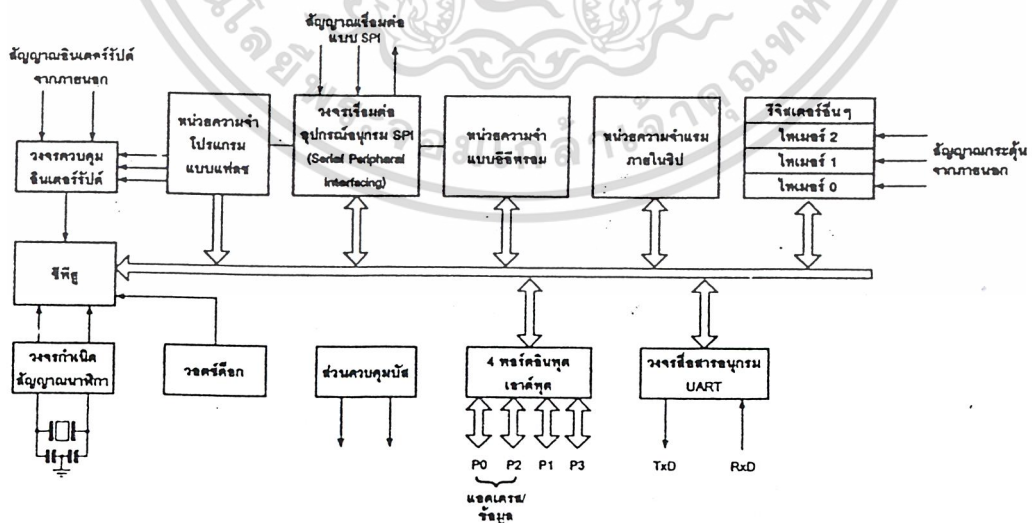 สัญญาณเชื่อมต่อ
แบบ SPI
สัญญาณอินเตอร์รัปต์
จากภายนอก
วงจรควบคุม
อินเตอร์รัปต์
หน่วยความจำ
โปรแกรม
แบบแฟลช
วงจรเชื่อมต่อ
อุปกรณ์อนุกรม SPI
(Serial Peripheral
Interfacing)
หน่วยความจำ
แบบอีอีพรอม
หน่วยความจำแรม
ภายในชิป
รีจิสเตอร์อื่นๆ
ไทเมอร์ 2
ไทเมอร์ 1
ไทเมอร์ 0
สัญญาณกระตุ้น
จากภายนอก
ซีพียู
วงจรกำเนิด
สัญญาณนาฬิกา
วอตช์ด็อก
ส่วนควบคุมบัส
4 พอร์ตอินพุต
เอาต์พุต
วงจรสื่อสารอนุกรม
UART
P0 P2 P1 P3
TxD RxD
แอดเดรส/
ข้อมูล